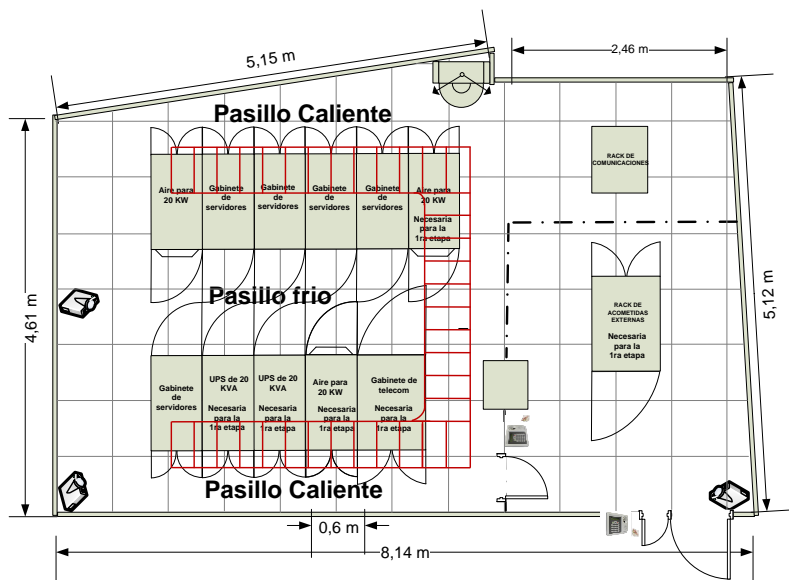 5,15 m
2,46 m
Pasillo Caliente
RACK DE
COMUNICACIONES
Aire para
20 KW
Gabinete
de
servidores
Gabinete
de
servidores
Gabinete
de
servidores
Gabinete
de
servidores
Aire para
20 KW
Necesaria
para la
1ra etapa
Pasillo frio
4,61 m
5,12 m
RACK DE
ACOMETIDAS
EXTERNAS
Necesaria
para la
1ra etapa
Gabinete
de
servidores
UPS de 20
KVA
Necesaria
para la
1ra etapa
UPS de 20
KVA
Necesaria
para la
1ra etapa
Aire para
20 KW
Necesaria
para la
1ra etapa
Gabinete de
telecom
Necesaria
para la
1ra etapa
Pasillo Caliente
0,6 m
8,14 m